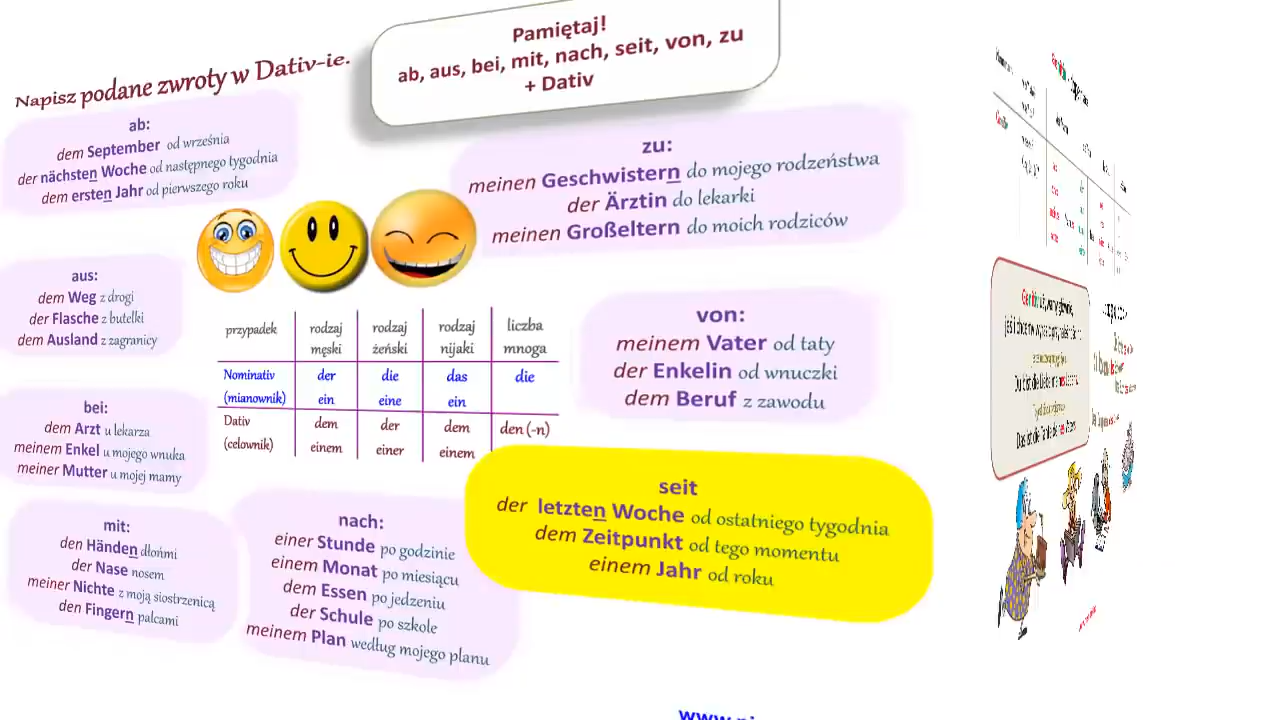 Napisz podane zwroty w Dativ-ie.
Pamiętaj!
ab, aus, bei, mit, nach, seit, von, zu
+ Dativ
ab:
dem September od września
der nächsten Woche od następnego tygodnia
dem ersten Jahr od pierwszego roku
zu:
meinen Geschwistern do mojego rodzeństwa
der Ärztin do lekarki
meinen Großeltern do moich rodziców
aus:
dem Weg z drogi
der Flasche z butelki
dem Ausland z zagranicy
przypadek rodzaj męski rodzaj żeński rodzaj nijaki liczba mnoga
Nominativ der die das die
(mianownik) ein eine ein
Dativ dem der dem den (-n)
(celownik) einem einer einem
von:
meinem Vater od taty
der Enkelin od wnuczki
dem Beruf z zawodu
bei:
dem Arzt u lekarza
meinem Enkel u mojego wnuka
meiner Mutter u mojej mamy
mit:
den Händen dłońmi
der Nase nosem
meiner Nichte z moją siostrzenicą
den Fingern palcami
nach:
einer Stunde po godzinie
einem Monat po miesiącu
dem Essen po jedzeniu
der Schule po szkole
meinem Plan według mojego planu
seit
der letzten Woche od ostatniego tygodnia
dem Zeitpunkt od tego momentu
einem Jahr od roku